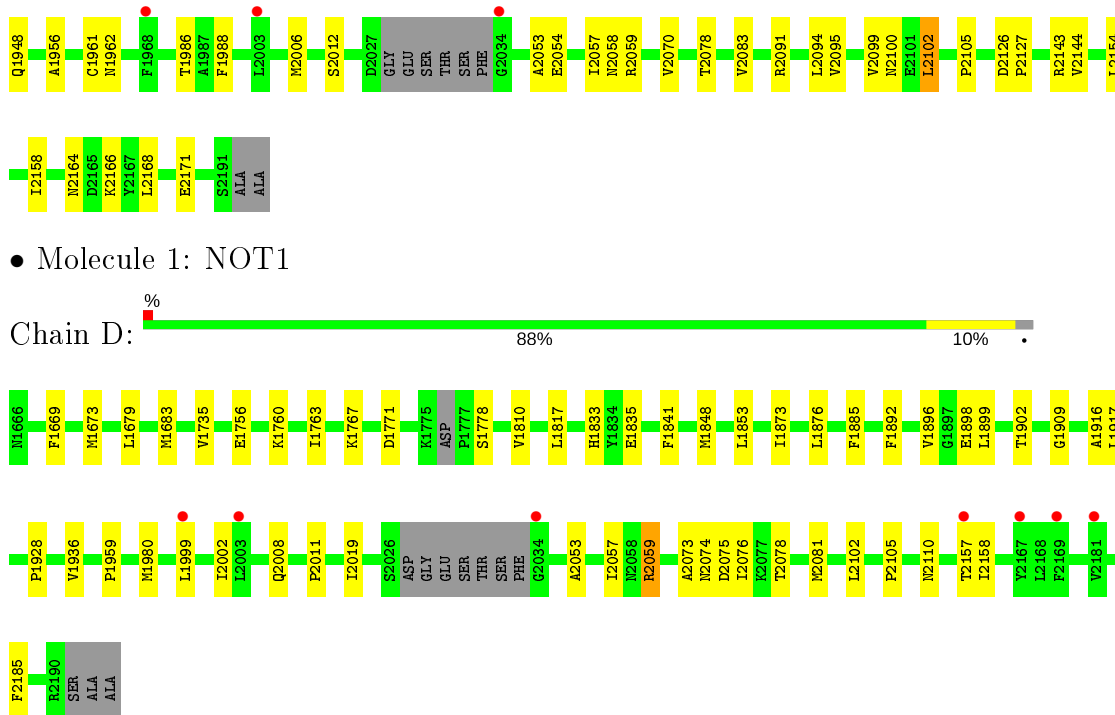 Q1948 A1956 C1961 N1962 F1968 T1986 A1987 F1988 L2003 M2006 S2012 D2027 GLY GLU SER THR SER PHE G2034 A2053 E2054 I2057 N2058 R2059 V2070 T2078 V2083 R2091 L2094 V2095 V2099 N2100 E2101 L2102 P2105 D2126 P2127 R2143 V2144 L2154
I2158 N2164 D2165 K2166 Y2167 L2168 E2171 S2191 ALA ALA
• Molecule 1: NOT1
%
Chain D:
88% 10% •
N1666 F1669 M1673 L1679 M1683 V1735 E1756 K1760 I1763 K1767 D1771 K1775 ASP P1777 S1778 V1810 L1817 H1833 Y1834 E1835 F1841 M1848 L1853 I1873 L1876 F1885 F1892 V1896 G1897 E1898 L1899 T1902 G1909 A1916 L1917
P1928 V1936 P1959 M1980 L1999 I2002 L2003 Q2008 P2011 I2019 S2026 ASP GLY GLU SER THR SER PHE G2034 A2053 I2057 N2058 R2059 A2073 N2074 D2075 I2076 K2077 T2078 M2081 L2102 P2105 N2110 T2157 I2158 Y2167 L2168 F2169 V2181
F2185 R2190 SER ALA ALA